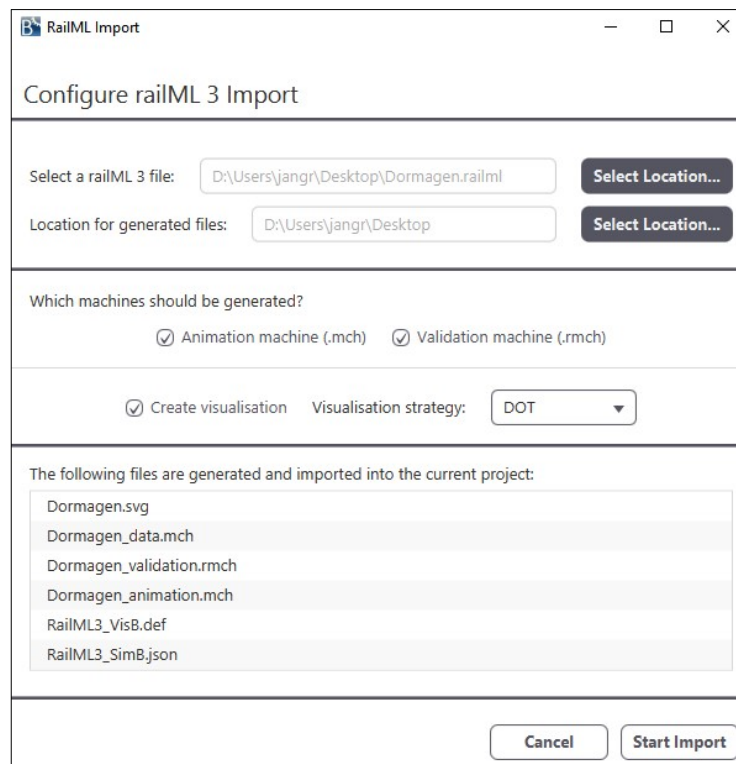 RailML Import
Configure railML 3 Import
Select a railML 3 file: D:\Users\jangr\Desktop\Dormagen.railml Select Location...
Location for generated files: D:\Users\jangr\Desktop Select Location...
Which machines should be generated?
Animation machine (.mch) Validation machine (.rmch)
Create visualisation Visualisation strategy: DOT
The following files are generated and imported into the current project:
Dormagen.svg
Dormagen_data.mch
Dormagen_validation.rmch
Dormagen_animation.mch
RailML3_VisB.def
RailML3_SimB.json
Cancel Start Import